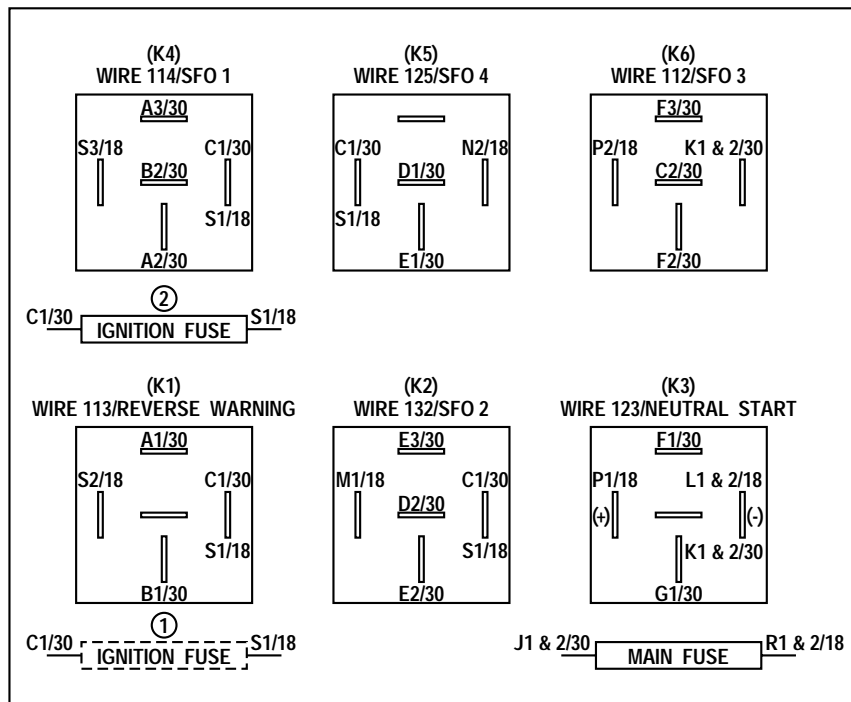 (K4)
WIRE 114/SFO 1
A3/30
S3/18
C1/30
B2/30
S1/18
A2/30
(K5)
WIRE 125/SFO 4
C1/30
N2/18
D1/30
S1/18
E1/30
(K6)
WIRE 112/SFO 3
F3/30
P2/18
K1 & 2/30
C2/30
F2/30
2
C1/30
IGNITION FUSE
S1/18
(K1)
WIRE 113/REVERSE WARNING
A1/30
S2/18
C1/30
S1/18
B1/30
(K2)
WIRE 132/SFO 2
E3/30
M1/18
C1/30
D2/30
S1/18
E2/30
(K3)
WIRE 123/NEUTRAL START
F1/30
P1/18
L1 & 2/18
(+)
(-)
K1 & 2/30
G1/30
1
C1/30
IGNITION FUSE
S1/18
J1 & 2/30
MAIN FUSE
R1 & 2/18